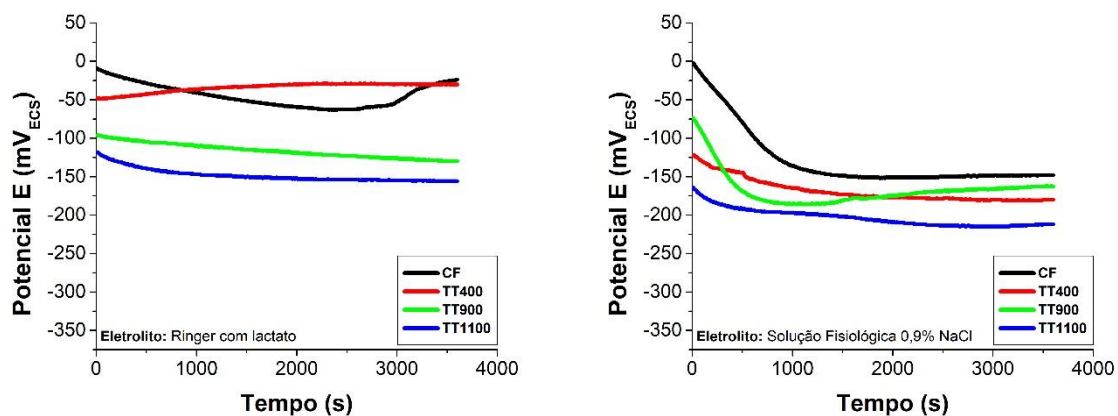 50
0
-50
-100
-150
-200
-250
-300
-350
Potencial E (mV_ECS)
CF
TT400
TT900
TT1100
Eletrolito: Ringer com lactato
0 1000 2000 3000 4000
Tempo (s)
50
0
-50
-100
-150
-200
-250
-300
-350
Potencial E (mV_ECS)
CF
TT400
TT900
TT1100
Eletrolito: Solução Fisiológica 0,9% NaCl
0 1000 2000 3000 4000
Tempo (s)